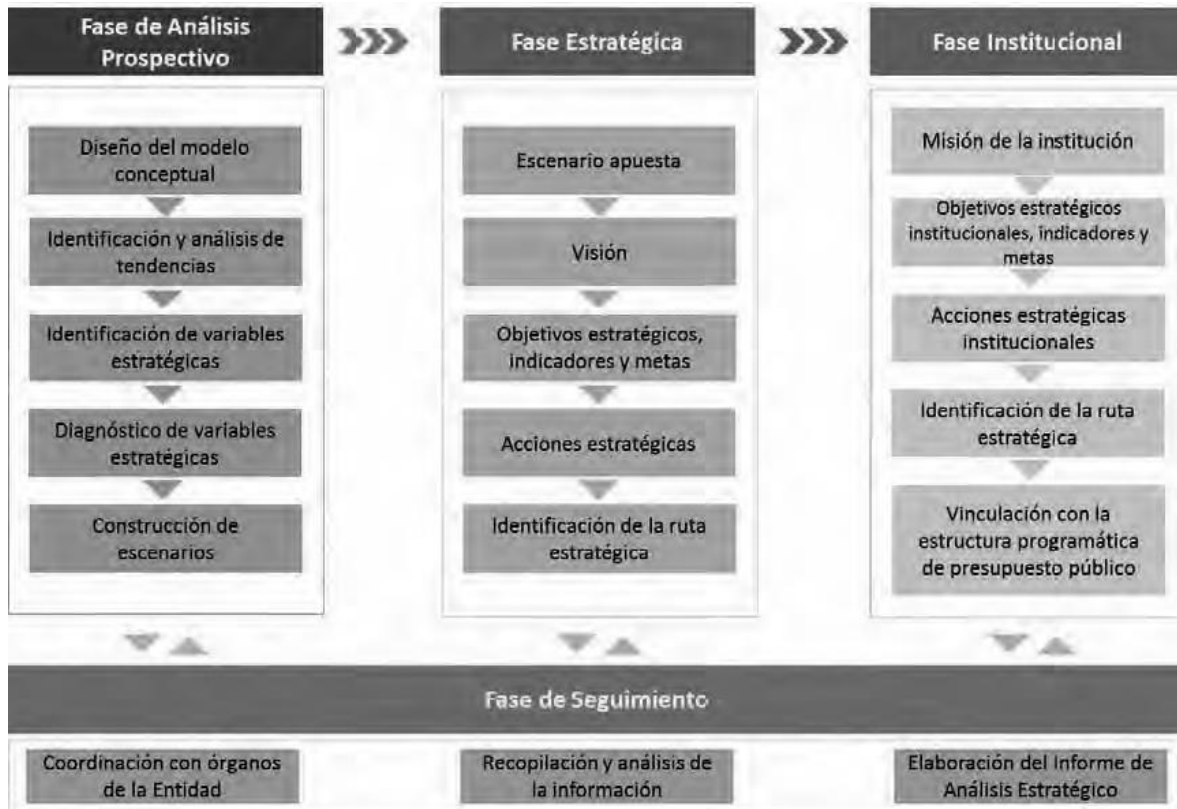 Fase de Análisis
Prospectivo
Diseño del modelo
conceptual
Identificación y análisis de
tendencias
Identificación de variables
estratégicas
Diagnóstico de variables
estratégicas
Construcción de
escenarios
Fase Estratégica
Escenario apuesta
Visión
Objetivos estratégicos,
indicadores y metas
Acciones estratégicas
Identificación de la ruta
estratégica
Fase Institucional
Misión de la institución
Objetivos estratégicos
institucionales, indicadores y
metas
Acciones estratégicas
institucionales
Identificación de la ruta
estratégica
Vinculación con la
estructura programática
de presupuesto público
Fase de Seguimiento
Coordinación con órganos
de la Entidad
Recopilación y análisis de
la información
Elaboración del Informe de
Análisis Estratégico